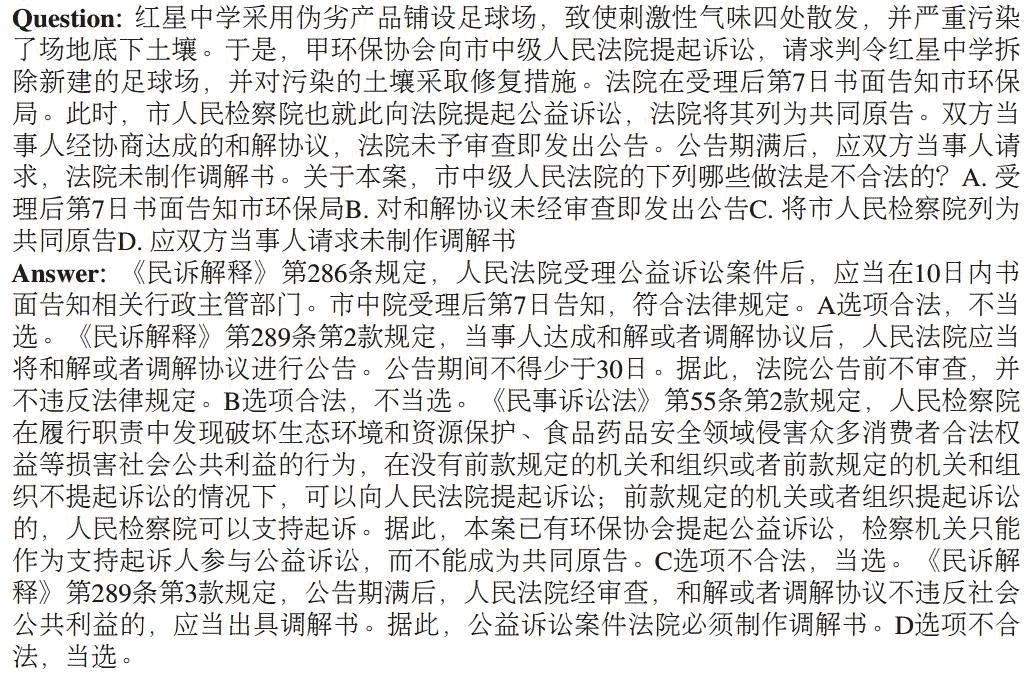 Question: 红星中学采用伪劣产品铺设足球场，致使刺激性气味四处散发，并严重污染
了场地底下土壤。于是，甲环保协会向市中级人民法院提起诉讼，请求判令红星中学拆
除新建的足球场，并对污染的土壤采取修复措施。法院在受理后第7日书面告知市环保
局。此时，市人民检察院也就此向法院提起公益诉讼，法院将其列为共同原告。双方当
事人经协商达成的和解协议，法院未予审查即发出公告。公告期满后，应双方当事人请
求，法院未制作调解书。关于本案，市中级人民法院的下列哪些做法是不合法的？A. 受
理后第7日书面告知市环保局B. 对和解协议未经审查即发出公告C. 将市人民检察院列为
共同原告D. 应双方当事人请求未制作调解书
Answer: 《民诉解释》第286条规定，人民法院受理公益诉讼案件后，应当在10日内书
面告知相关行政主管部门。市中院受理后第7日告知，符合法律规定。A选项合法，不当
选。《民诉解释》第289条第2款规定，当事人达成和解或者调解协议后，人民法院应当
将和解或者调解协议进行公告。公告期间不得少于30日。据此，法院公告前不审查，并
不违反法律规定。B选项合法，不当选。《民事诉讼法》第55条第2款规定，人民检察院
在履行职责中发现破坏生态环境和资源保护、食品药品安全领域侵害众多消费者合法权
益等损害社会公共利益的行为，在没有前款规定的机关和组织或者前款规定的机关和组
织不提起诉讼的情况下，可以向人民法院提起诉讼；前款规定的机关或者组织提起诉讼
的，人民检察院可以支持起诉。据此，本案已有环保协会提起公益诉讼，检察机关只能
作为支持起诉人参与公益诉讼，而不能成为共同原告。C选项不合法，当选。《民诉解
释》第289条第3款规定，公告期满后，人民法院经审查，和解或者调解协议不违反社会
公共利益的，应当出具调解书。据此，公益诉讼案件法院必须制作调解书。D选项不合
法，当选。